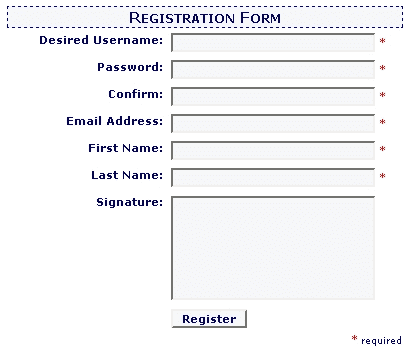 Registration Form
Desired Username: *
Password: *
Confirm: *
Email Address: *
First Name: *
Last Name: *
Signature:
Register
* required